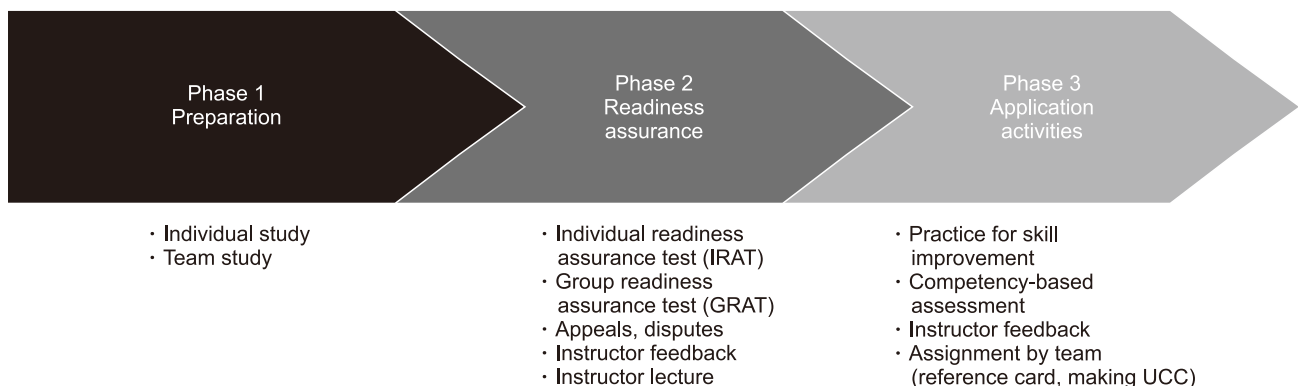 Phase 1
Preparation
Phase 2
Readiness
assurance
Phase 3
Application
activities
· Individual study
· Team study
· Individual readiness
assurance test (IRAT)
· Group readiness
assurance test (GRAT)
· Appeals, disputes
· Instructor feedback
· Instructor lecture
· Practice for skill
improvement
· Competency-based
assessment
· Instructor feedback
· Assignment by team
(reference card, making UCC)